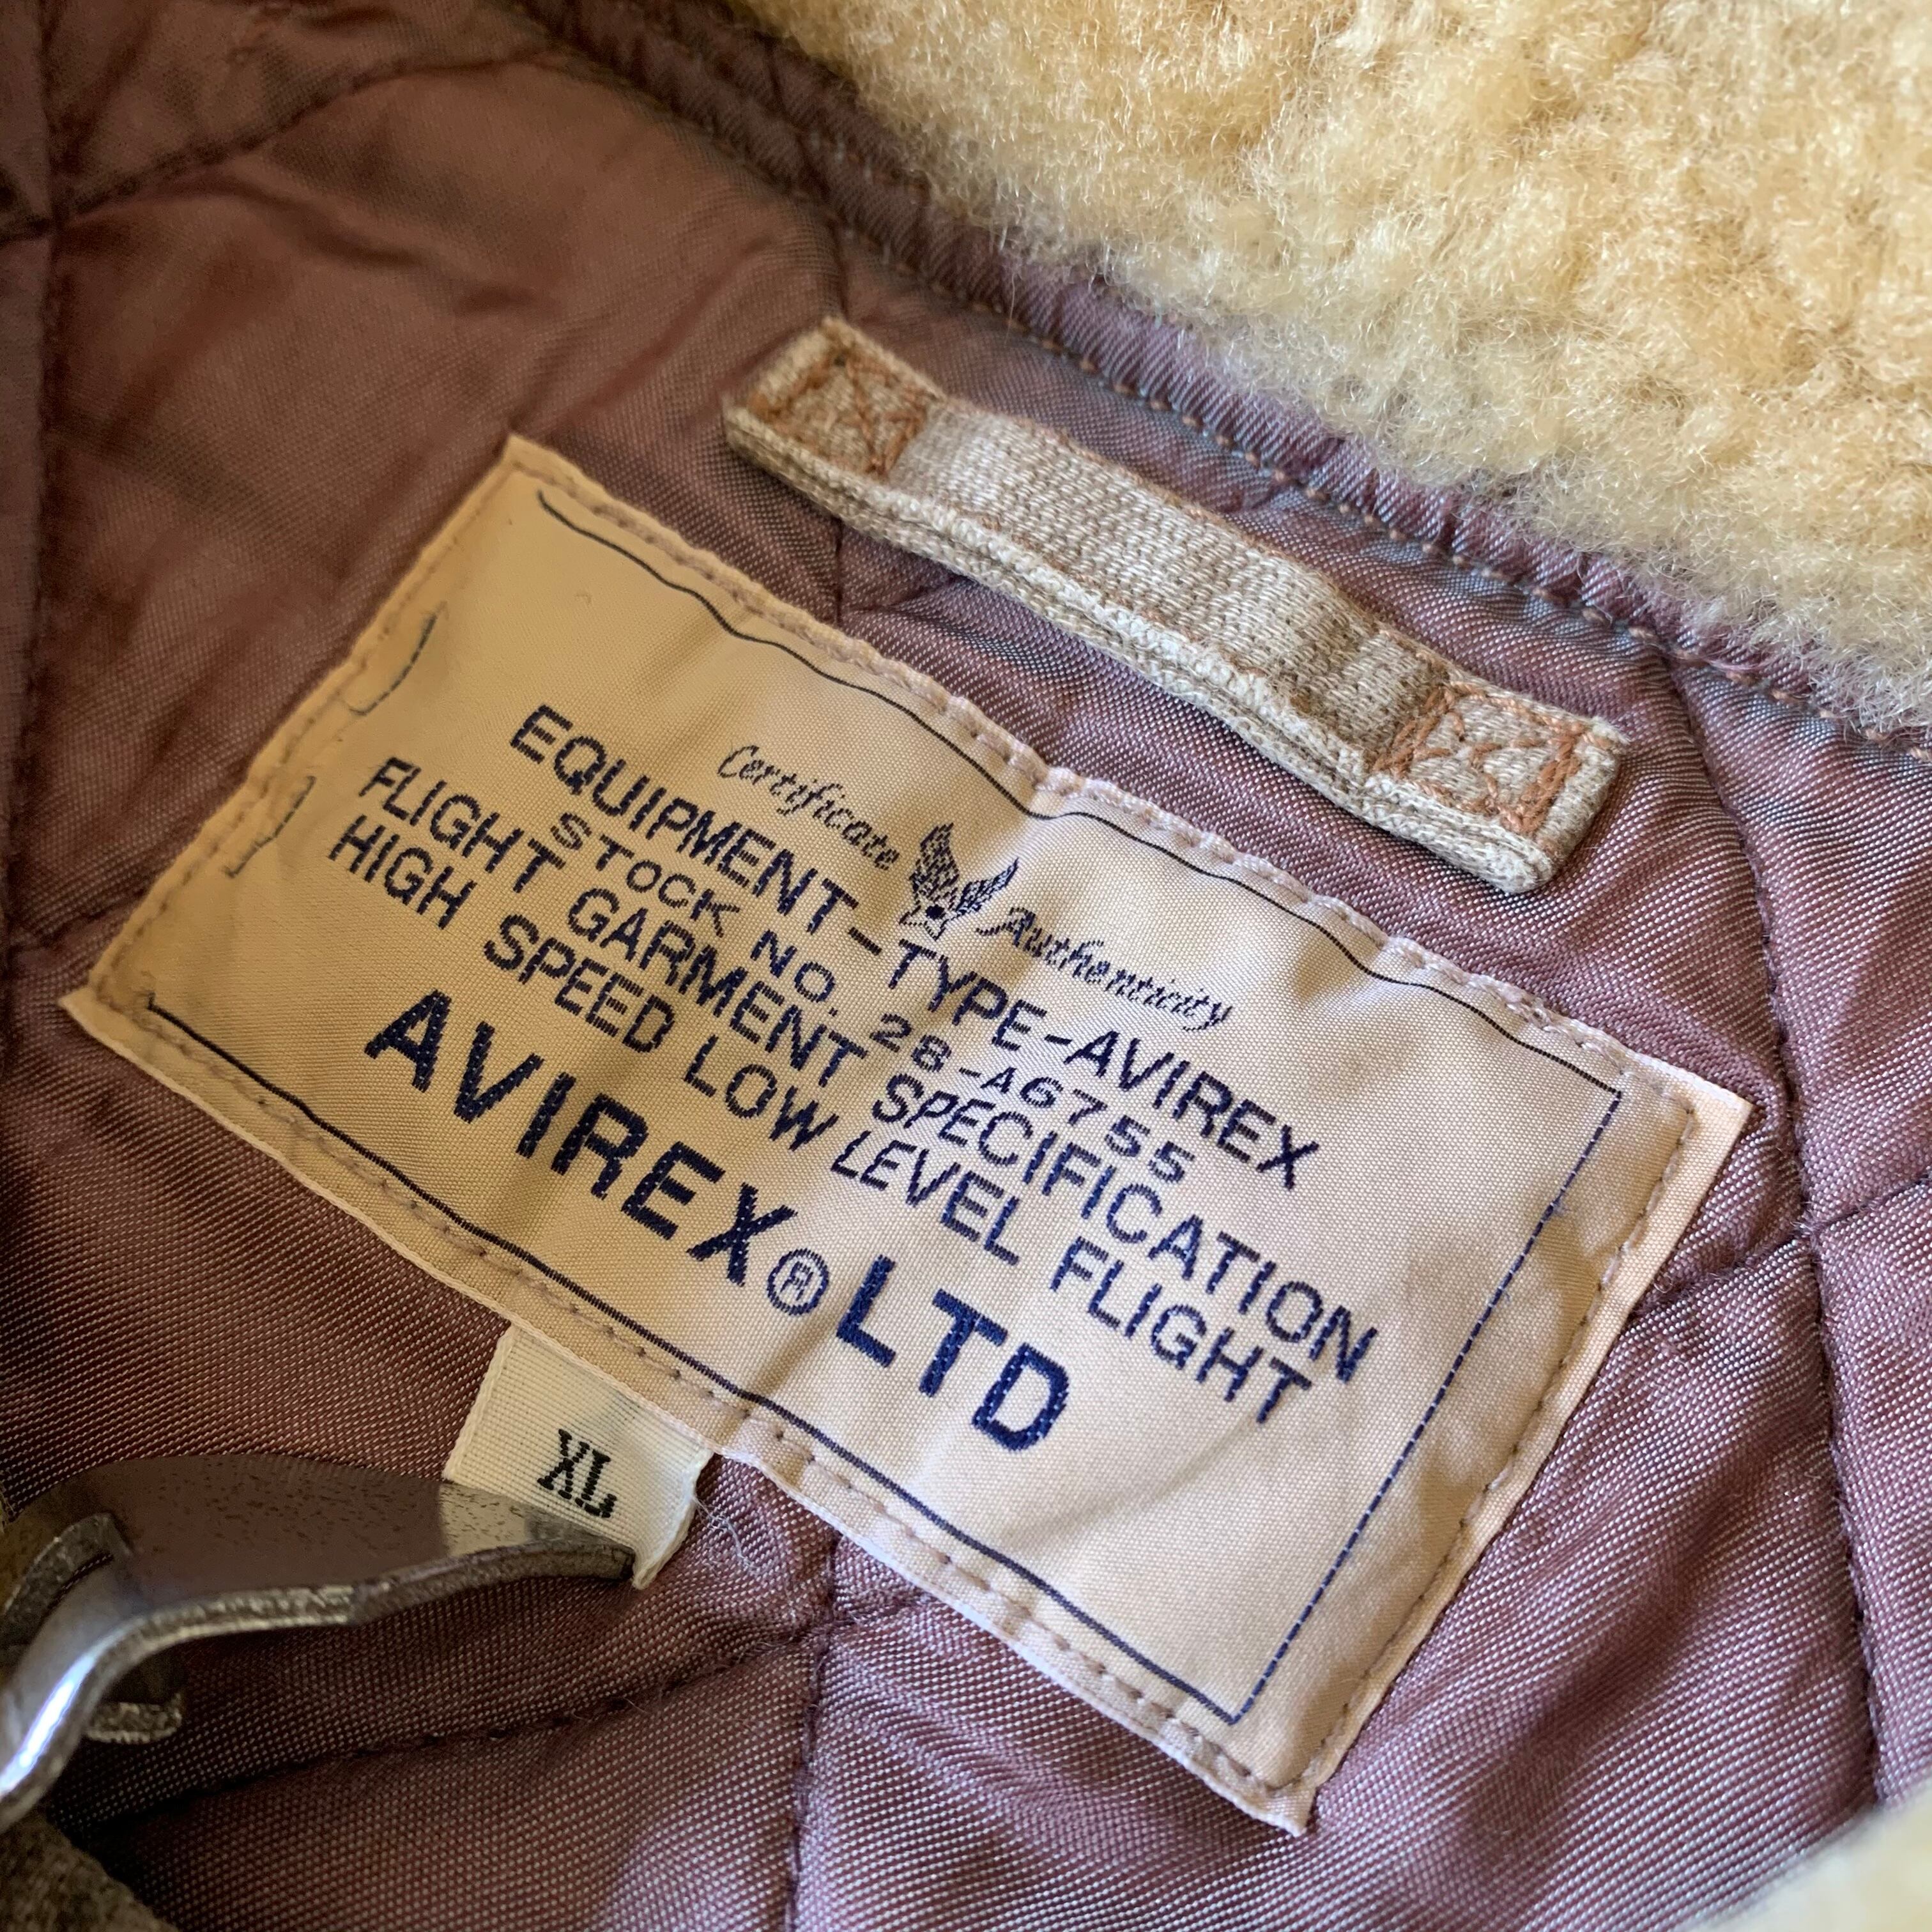 Certificate Authenticity
EQUIPMENT-TYPE-AVIREX
STOCK NO. 28-A6755
FLIGHT GARMENT SPECIFICATION
HIGH SPEED LOW LEVEL FLIGHT
AVIREX® LTD
XL